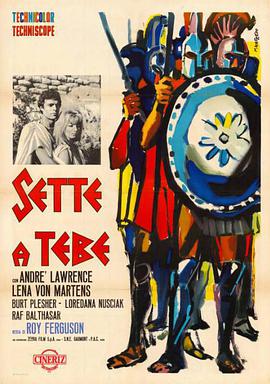 TECHNICOLOR
TECHNISCOPE
SETTE
A TEBE
CON ANDRE' LAWRENCE
LENA VON MARTENS
BURT PLESHER - LOREDANA NUSCIAK
RAF BALTHASAR
REGIA DI ROY FERGUSON
CINERIZ